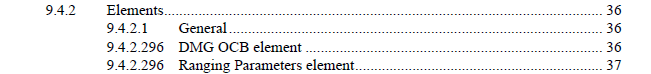 9.4.2 Elements.......................................................................................................................... 36
9.4.2.1 General................................................................................................................. 36
9.4.2.296 DMG OCB element ............................................................................................ 36
9.4.2.296 Ranging Parameters element............................................................................... 37